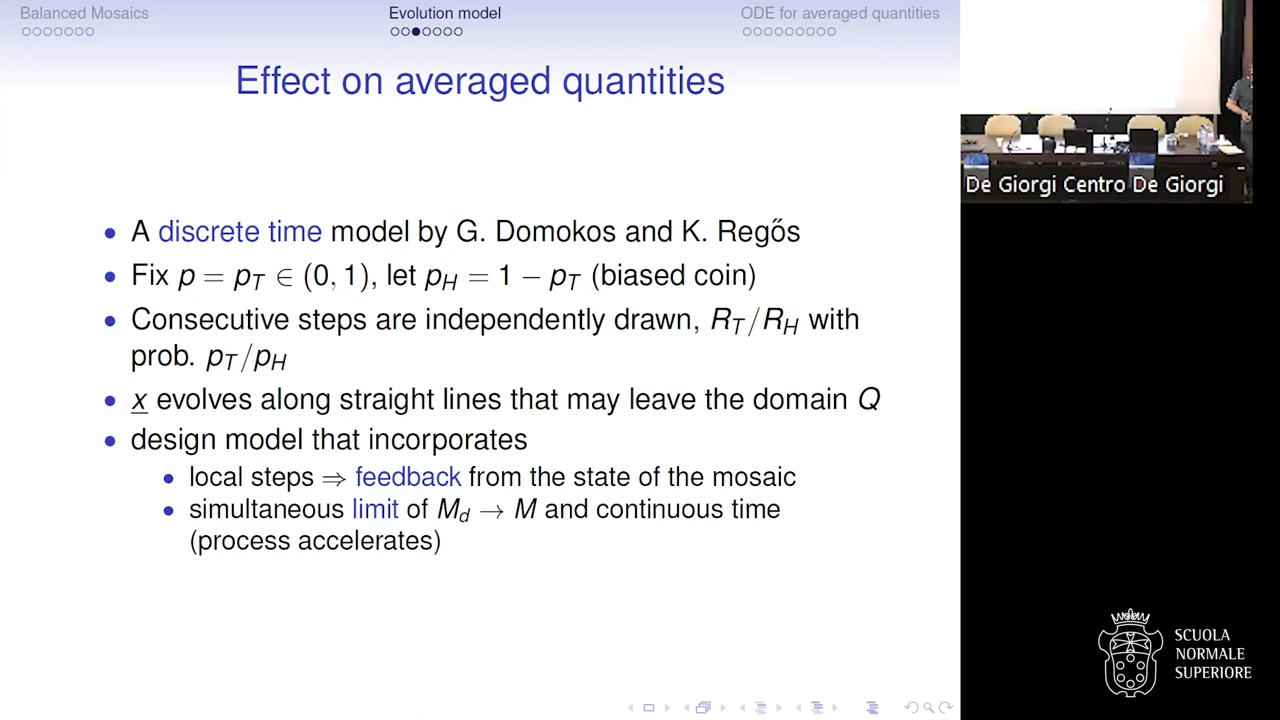 Balanced Mosaics
Evolution model
ODE for averaged quantities
Effect on averaged quantities
• A discrete time model by G. Domokos and K. Regős
• Fix p = p_T ∈ (0, 1), let p_H = 1 − p_T (biased coin)
• Consecutive steps are independently drawn, R_T/R_H with
prob. p_T/p_H
• x evolves along straight lines that may leave the domain Q
• design model that incorporates
• local steps ⇒ feedback from the state of the mosaic
• simultaneous limit of M_d → M and continuous time
(process accelerates)
De Giorgi Centro De Giorgi
SCUOLA
NORMALE
SUPERIORE